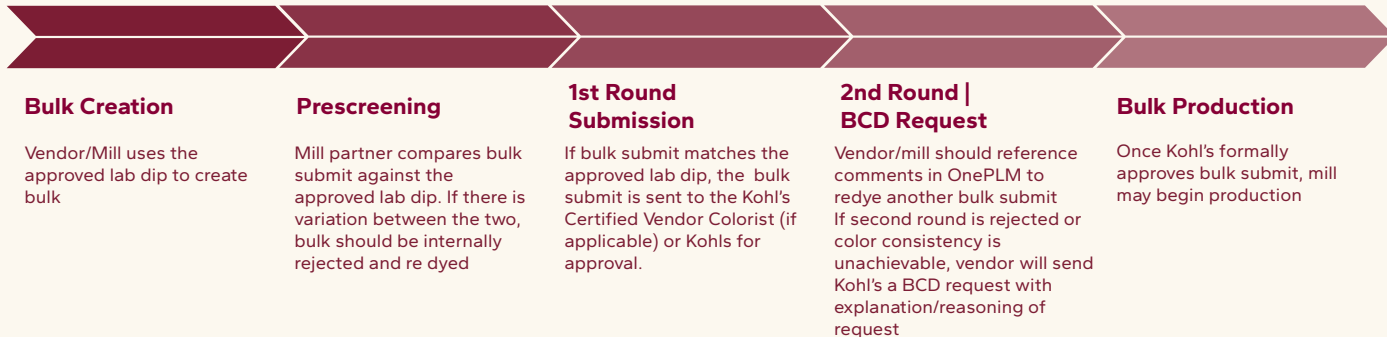 Bulk Creation
Vendor/Mill uses the
approved lab dip to create
bulk
Prescreening
Mill partner compares bulk
submit against the
approved lab dip. If there is
variation between the two,
bulk should be internally
rejected and re dyed
1st Round
Submission
If bulk submit matches the
approved lab dip, the  bulk
submit is sent to the Kohl’s
Certified Vendor Colorist (if
applicable) or Kohls for
approval.
2nd Round |
BCD Request
Vendor/mill should reference
comments in OnePLM to
redye another bulk submit
If second round is rejected or
color consistency is
unachievable, vendor will send
Kohl’s a BCD request with
explanation/reasoning of
request
Bulk Production
Once Kohl’s formally
approves bulk submit, mill
may begin production